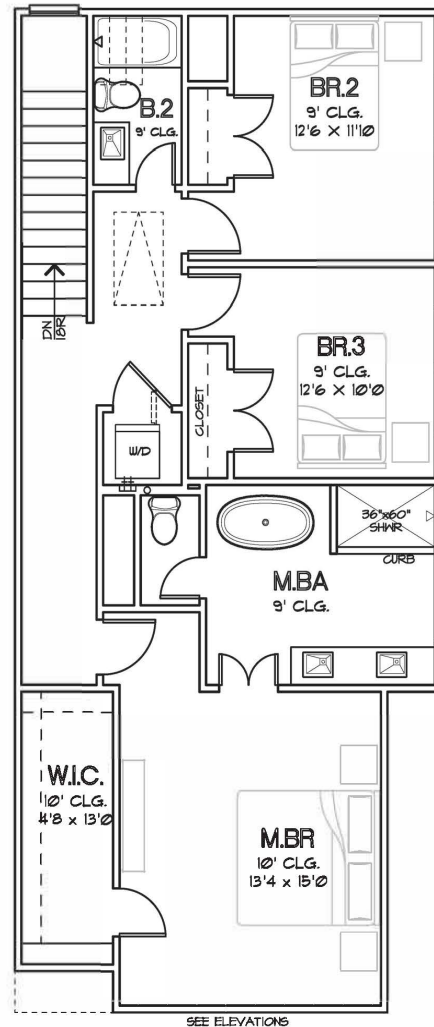 B.2
9' CLG.
BR.2
9' CLG.
12'6 X 11'10
DN
18R
BR.3
9' CLG.
12'6 X 10'0
CLOSET
W/D
36"x60"
SHWR
CURB
M.BA
9' CLG.
W.I.C.
10' CLG.
4'8 x 13'0
M.BR
10' CLG.
13'4 x 15'0
SEE ELEVATIONS